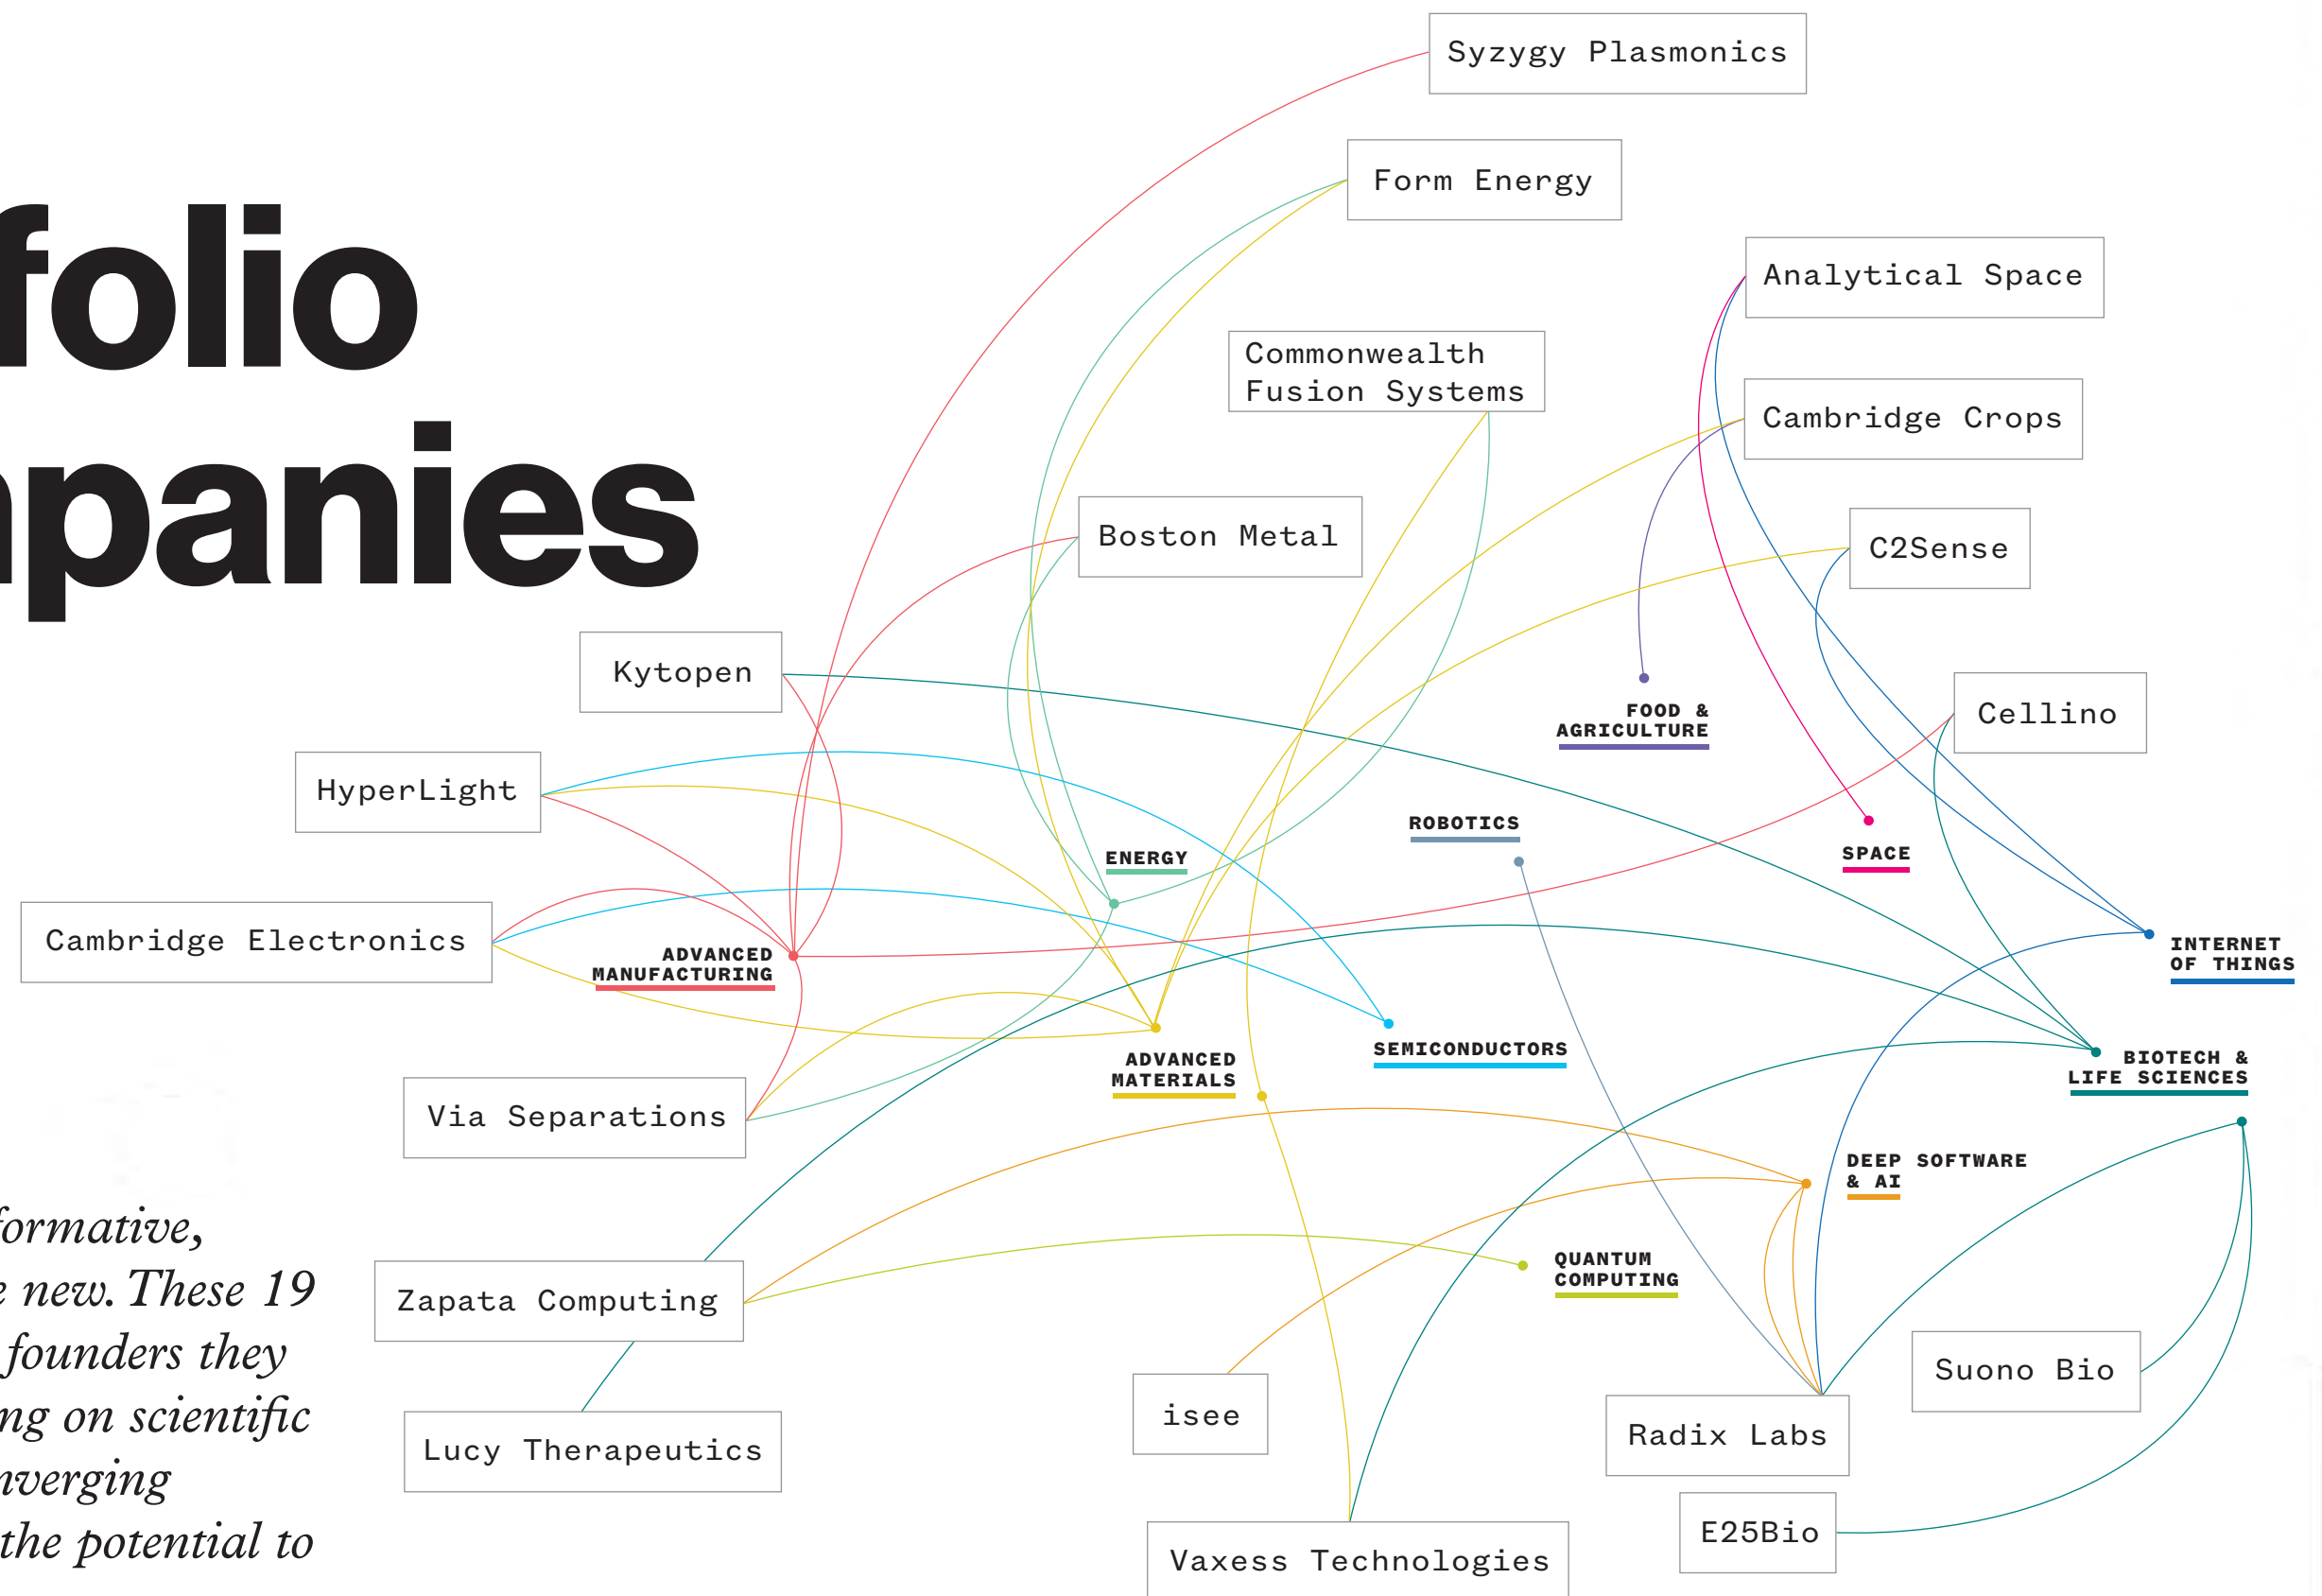 folio
panies
formative,
new. These 19
founders they
ng on scientific
nverging
the potential to
Syzygy Plasmonics
Form Energy
Analytical Space
Commonwealth
Fusion Systems
Cambridge Crops
Boston Metal
C2Sense
Kytopen
Cellino
HyperLight
Cambridge Electronics
Via Separations
Zapata Computing
Lucy Therapeutics
isee
Vaxess Technologies
Radix Labs
Suono Bio
E25Bio
FOOD &
AGRICULTURE
ROBOTICS
SPACE
ENERGY
ADVANCED
MANUFACTURING
INTERNET
OF THINGS
ADVANCED
MATERIALS
SEMICONDUCTORS
BIOTECH &
LIFE SCIENCES
DEEP SOFTWARE
& AI
QUANTUM
COMPUTING